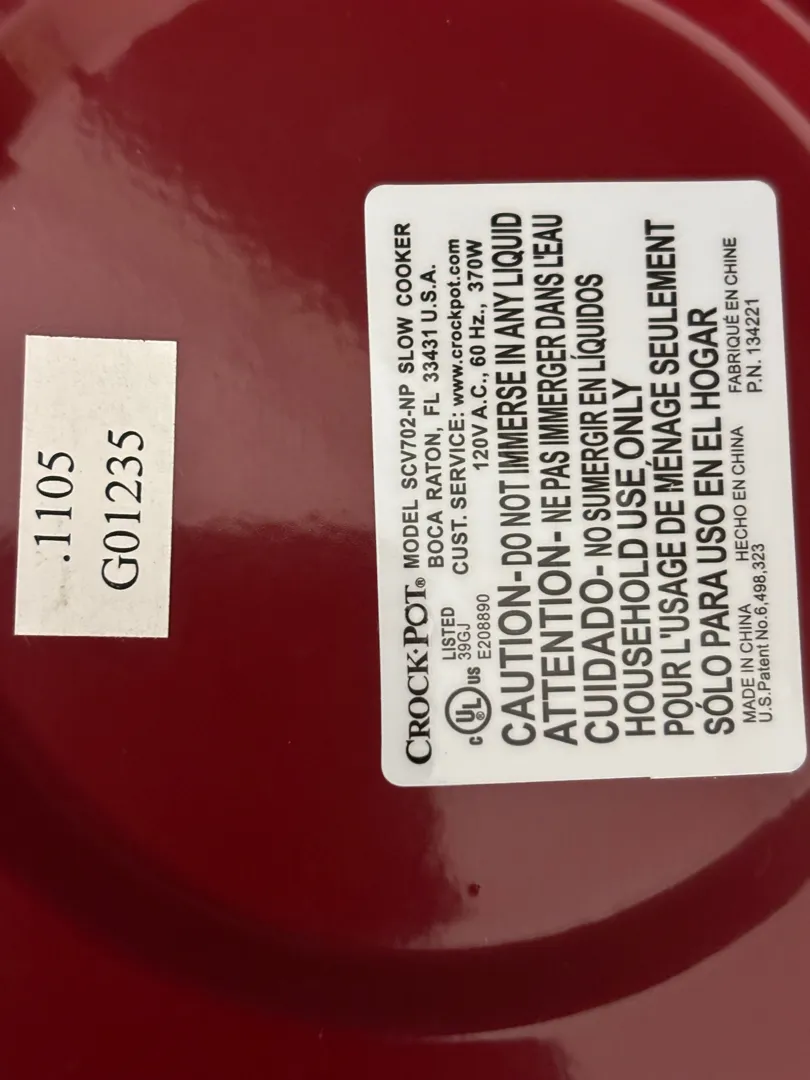 .1105
G01235
CROCK·POT® MODEL SCV702-NP SLOW COOKER
BOCA RATON, FL 33431 U.S.A.
CUST. SERVICE: www.crockpot.com
120V A.C., 60 Hz., 370W
c UL® us LISTED
39GJ
E208890
CAUTION- DO NOT IMMERSE IN ANY LIQUID
ATTENTION- NE PAS IMMERGER DANS L'EAU
CUIDADO- NO SUMERGIR EN LÍQUIDOS
HOUSEHOLD USE ONLY
POUR L'USAGE DE MÉNAGE SEULEMENT
SÓLO PARA USO EN EL HOGAR
MADE IN CHINA HECHO EN CHINA FABRIQUÉ EN CHINE
U.S.Patent No.6,498,323 P.N. 134221